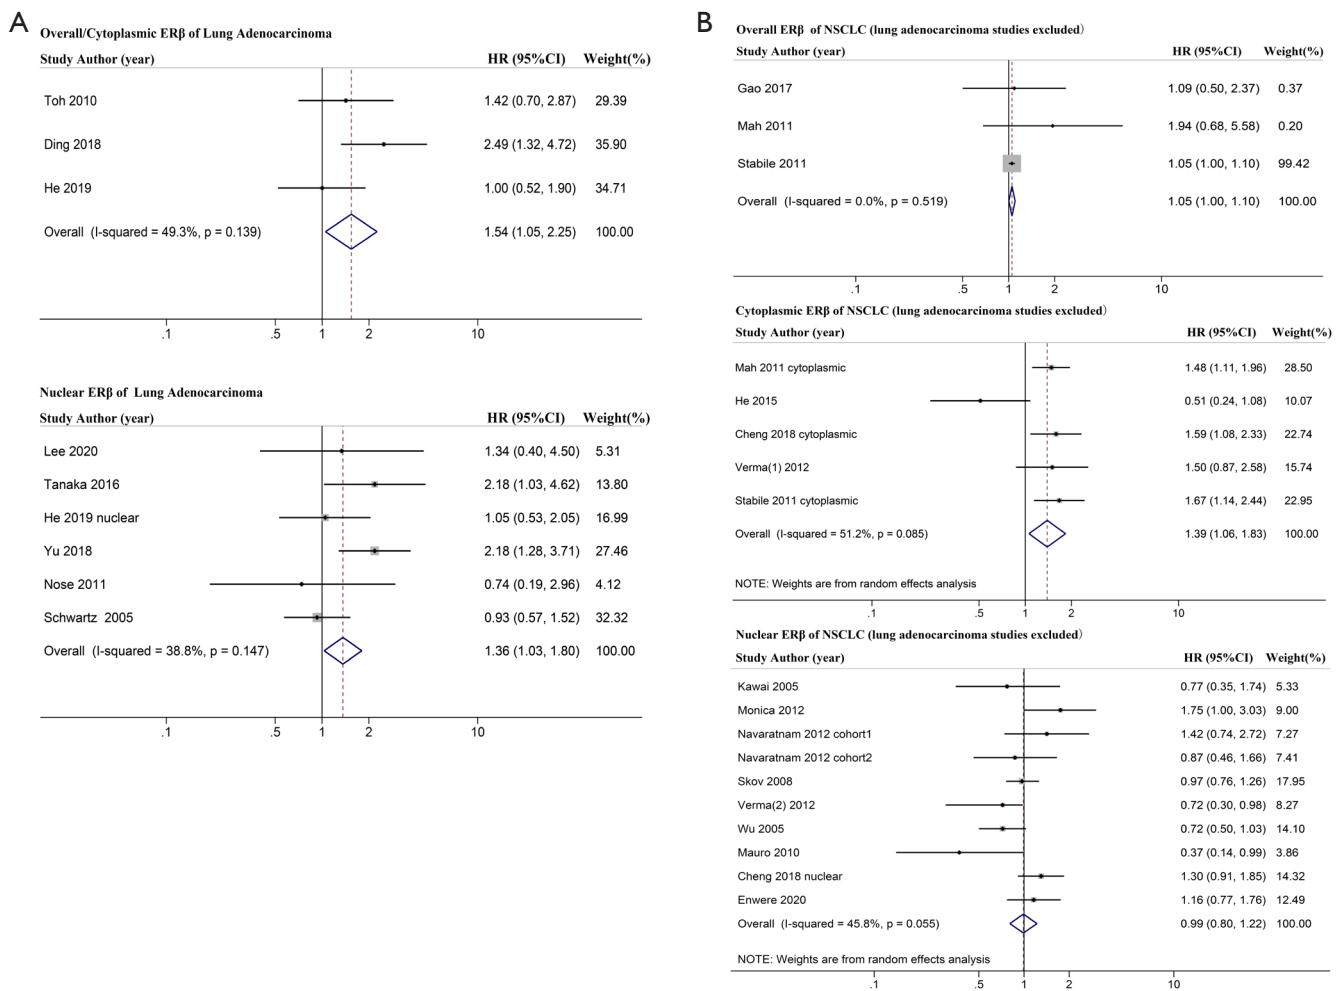 A
Overall/Cytoplasmic ERβ of Lung Adenocarcinoma
Study Author (year) HR (95%CI) Weight(%)
Toh 2010 1.42 (0.70, 2.87) 29.39
Ding 2018 2.49 (1.32, 4.72) 35.90
He 2019 1.00 (0.52, 1.90) 34.71
Overall (I-squared = 49.3%, p = 0.139) 1.54 (1.05, 2.25) 100.00
.1 .5 1 2 10
Nuclear ERβ of Lung Adenocarcinoma
Study Author (year) HR (95%CI) Weight(%)
Lee 2020 1.34 (0.40, 4.50) 5.31
Tanaka 2016 2.18 (1.03, 4.62) 13.80
He 2019 nuclear 1.05 (0.53, 2.05) 16.99
Yu 2018 2.18 (1.28, 3.71) 27.46
Nose 2011 0.74 (0.19, 2.96) 4.12
Schwartz 2005 0.93 (0.57, 1.52) 32.32
Overall (I-squared = 38.8%, p = 0.147) 1.36 (1.03, 1.80) 100.00
.1 .5 1 2 10
B
Overall ERβ of NSCLC (lung adenocarcinoma studies excluded)
Study Author (year) HR (95%CI) Weight(%)
Gao 2017 1.09 (0.50, 2.37) 0.37
Mah 2011 1.94 (0.68, 5.58) 0.20
Stabile 2011 1.05 (1.00, 1.10) 99.42
Overall (I-squared = 0.0%, p = 0.519) 1.05 (1.00, 1.10) 100.00
.1 .5 1 2 10
Cytoplasmic ERβ of NSCLC (lung adenocarcinoma studies excluded)
Study Author (year) HR (95%CI) Weight(%)
Mah 2011 cytoplasmic 1.48 (1.11, 1.96) 28.50
He 2015 0.51 (0.24, 1.08) 10.07
Cheng 2018 cytoplasmic 1.59 (1.08, 2.33) 22.74
Verma(1) 2012 1.50 (0.87, 2.58) 15.74
Stabile 2011 cytoplasmic 1.67 (1.14, 2.44) 22.95
Overall (I-squared = 51.2%, p = 0.085) 1.39 (1.06, 1.83) 100.00
NOTE: Weights are from random effects analysis
.1 .5 1 2 10
Nuclear ERβ of NSCLC (lung adenocarcinoma studies excluded)
Study Author (year) HR (95%CI) Weight(%)
Kawai 2005 0.77 (0.35, 1.74) 5.33
Monica 2012 1.75 (1.00, 3.03) 9.00
Navaratnam 2012 cohort1 1.42 (0.74, 2.72) 7.27
Navaratnam 2012 cohort2 0.87 (0.46, 1.66) 7.41
Skov 2008 0.97 (0.76, 1.26) 17.95
Verma(2) 2012 0.72 (0.30, 0.98) 8.27
Wu 2005 0.72 (0.50, 1.03) 14.10
Mauro 2010 0.37 (0.14, 0.99) 3.86
Cheng 2018 nuclear 1.30 (0.91, 1.85) 14.32
Enwere 2020 1.16 (0.77, 1.76) 12.49
Overall (I-squared = 45.8%, p = 0.055) 0.99 (0.80, 1.22) 100.00
NOTE: Weights are from random effects analysis
.1 .5 1 2 10